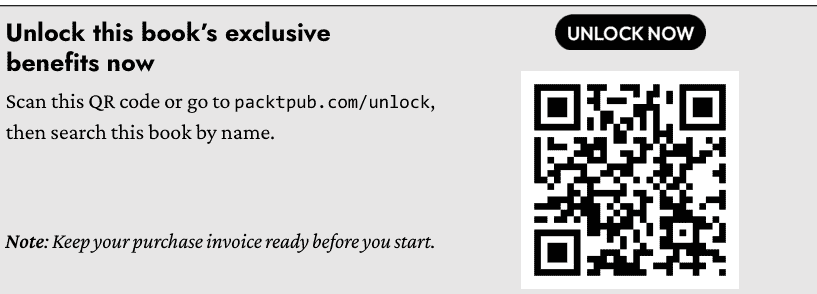 Unlock this book’s exclusive
benefits now
UNLOCK NOW
Scan this QR code or go to packtpub.com/unlock,
then search this book by name.
Note: Keep your purchase invoice ready before you start.